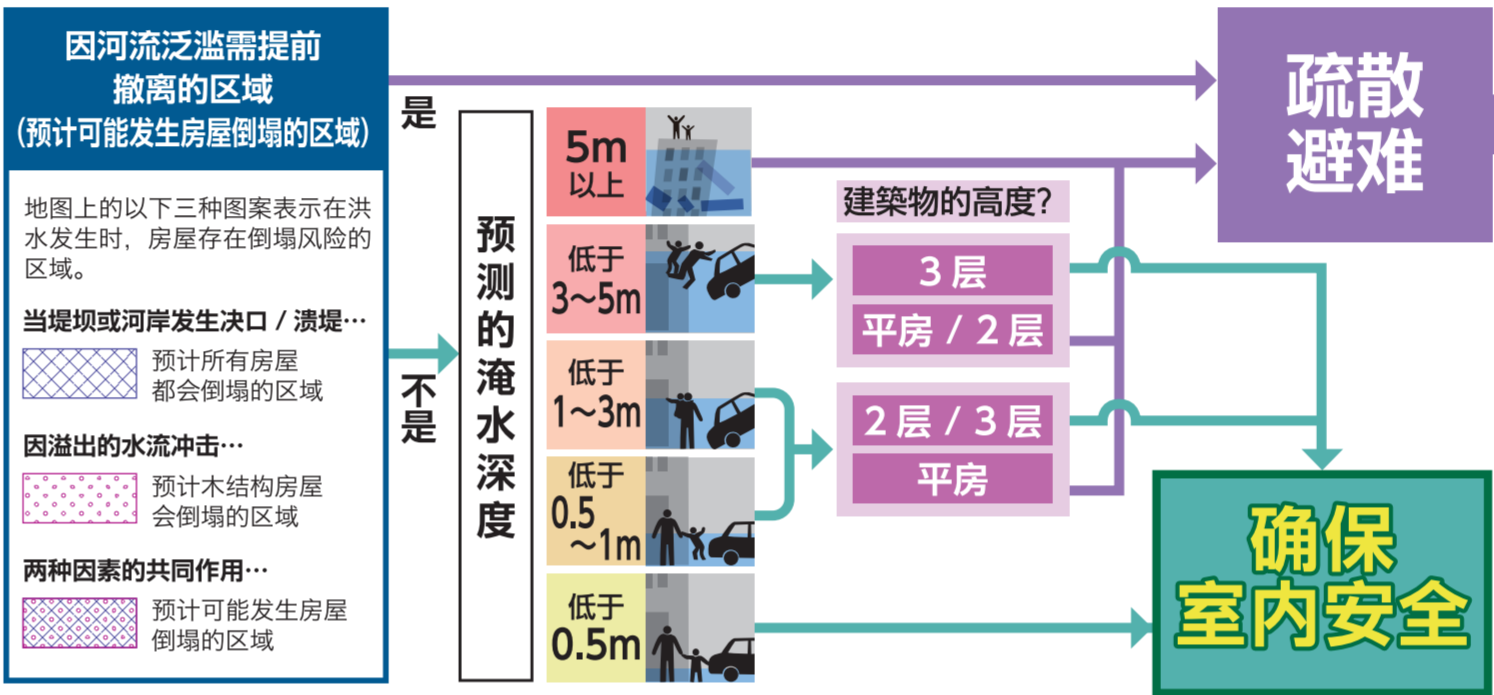 因河流泛滥需提前
撤离的区域
（预计可能发生房屋倒塌的区域）
地图上的以下三种图案表示在洪
水发生时，房屋存在倒塌风险的
区域。
当堤坝或河岸发生决口 / 溃堤…
预计所有房屋
都会倒塌的区域
因溢出的水流冲击…
预计木结构房屋
会倒塌的区域
两种因素的共同作用…
预计可能发生房屋
倒塌的区域
是
不是
预测的淹水深度
5m
以上
低于
3～5m
低于
1～3m
低于
0.5
～1m
低于
0.5m
建築物的高度?
3 层
平房 / 2 层
2 层 / 3 层
平房
疏散
避难
确保
室内安全